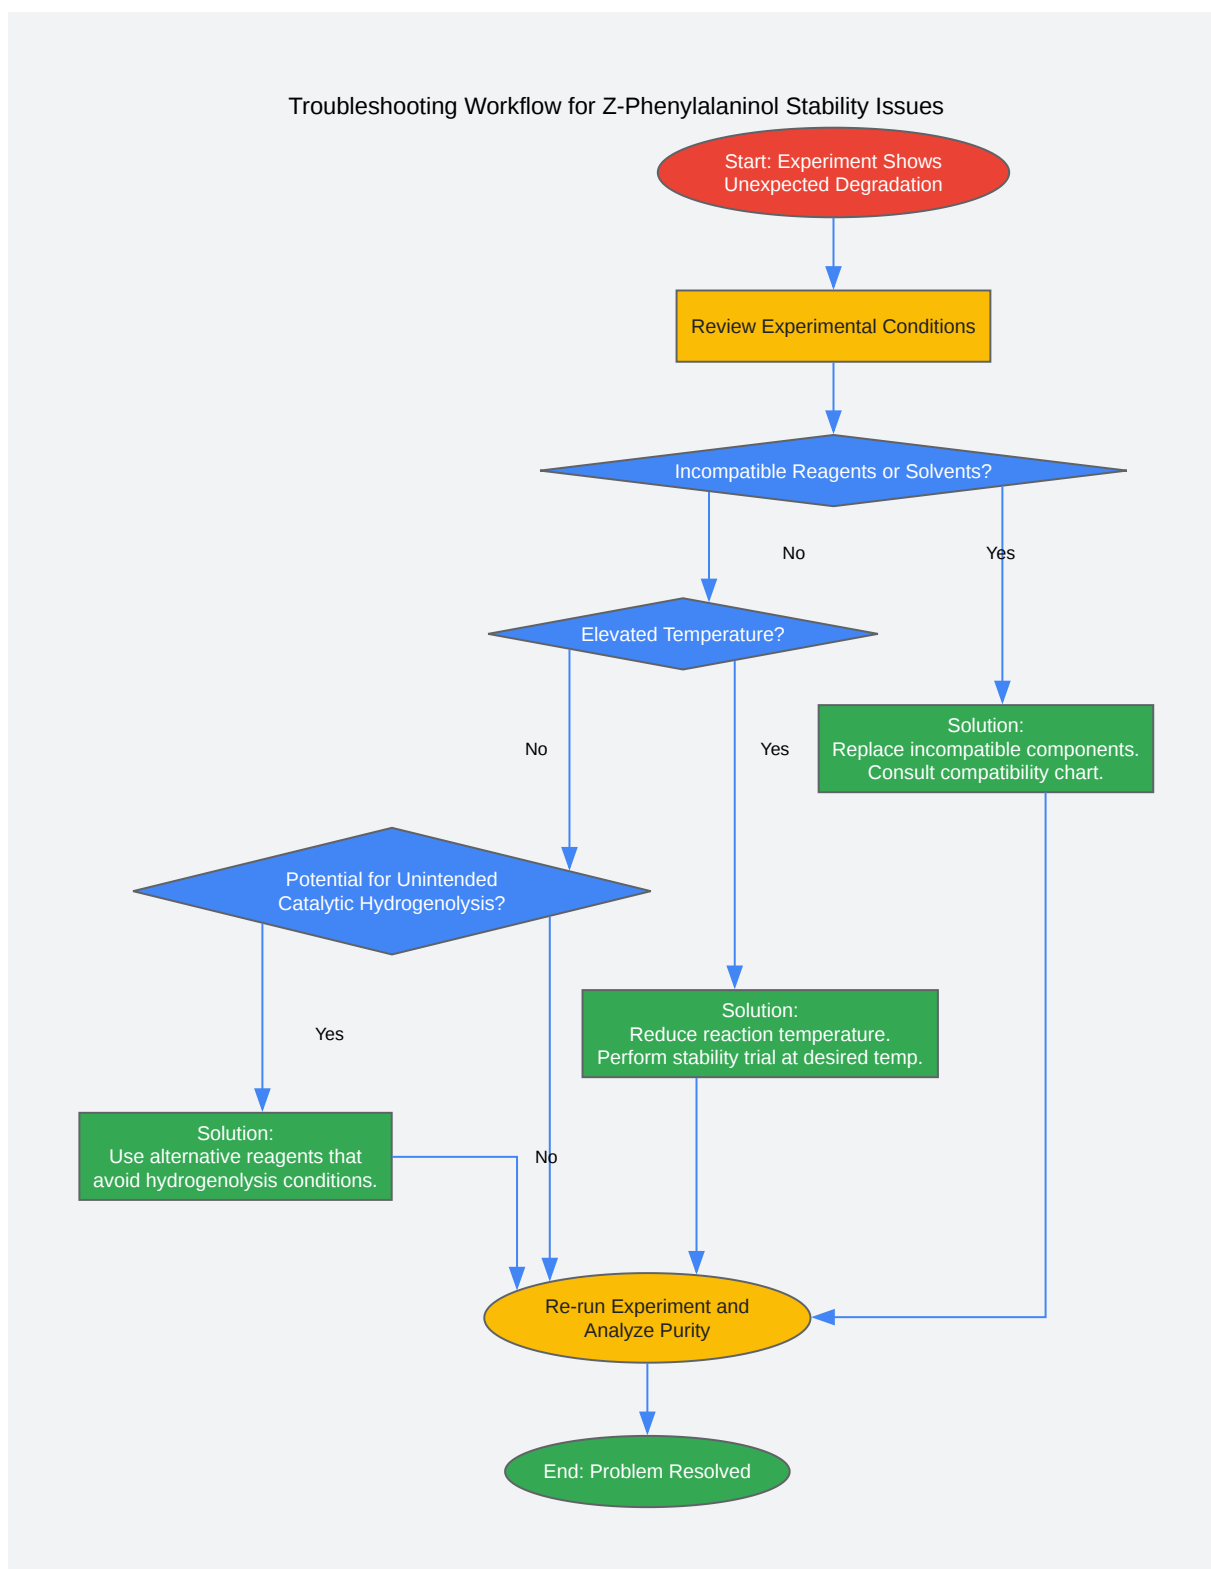 Troubleshooting Workflow for Z-Phenylalaninol Stability Issues
Start: Experiment Shows
Unexpected Degradation
Review Experimental Conditions
Incompatible Reagents or Solvents?
No
Yes
Elevated Temperature?
No
Yes
Solution:
Replace incompatible components.
Consult compatibility chart.
Potential for Unintended
Catalytic Hydrogenolysis?
Yes
Solution:
Reduce reaction temperature.
Perform stability trial at desired temp.
Solution:
Use alternative reagents that
avoid hydrogenolysis conditions.
No
Re-run Experiment and
Analyze Purity
End: Problem Resolved